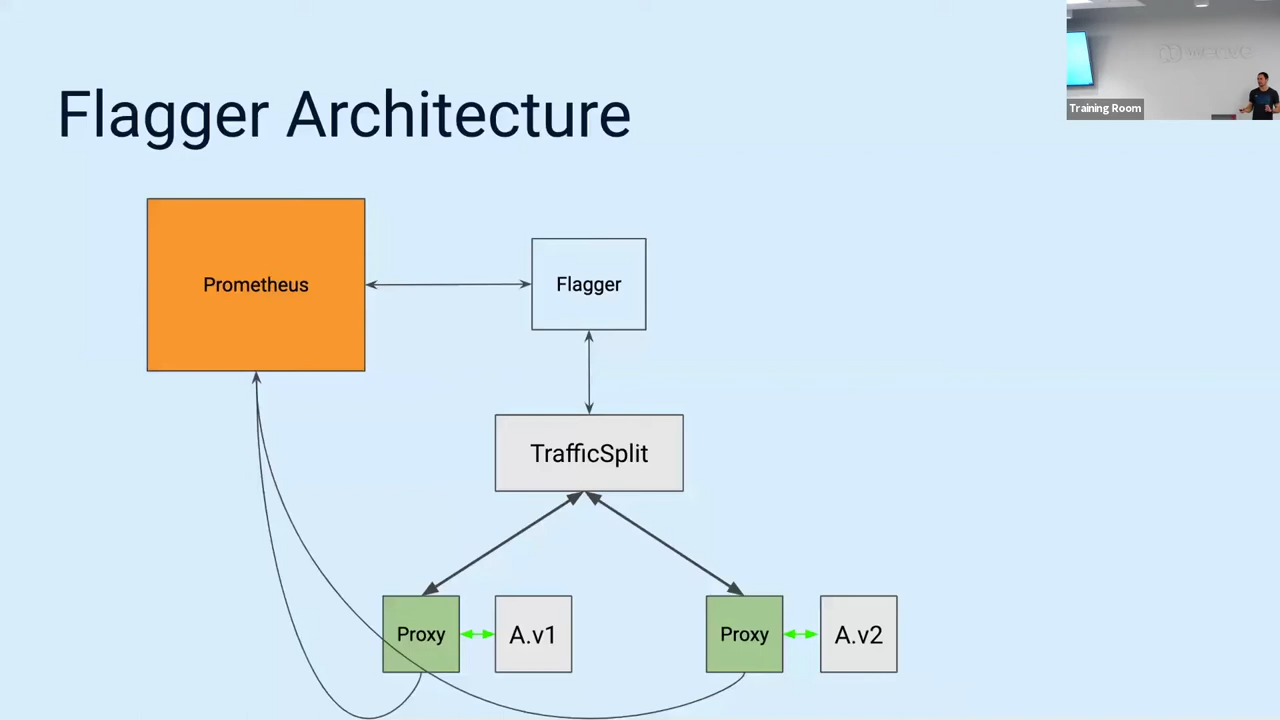 Flagger Architecture
Training Room
Prometheus
Flagger
TrafficSplit
Proxy
A.v1
Proxy
A.v2